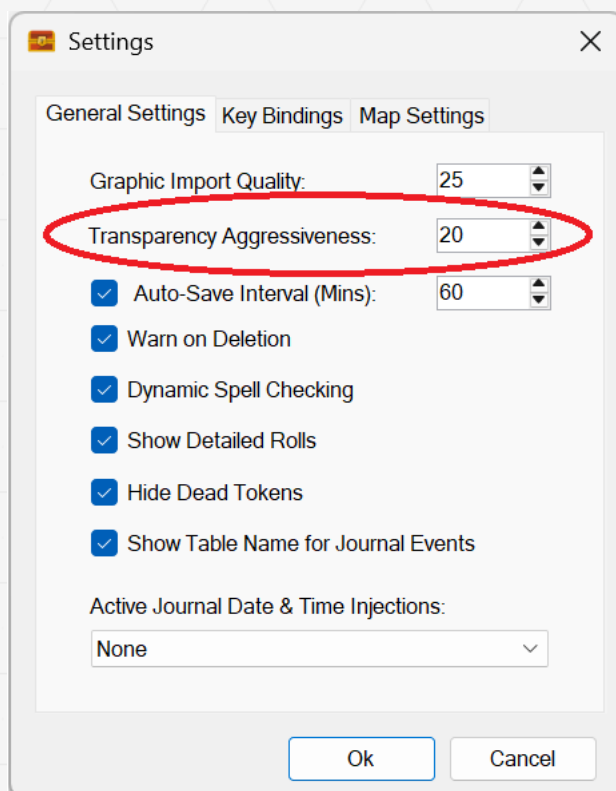 Settings
General Settings Key Bindings Map Settings
Graphic Import Quality: 25
Transparency Aggressiveness: 20
Auto-Save Interval (Mins): 60
Warn on Deletion
Dynamic Spell Checking
Show Detailed Rolls
Hide Dead Tokens
Show Table Name for Journal Events
Active Journal Date & Time Injections:
None
Ok Cancel